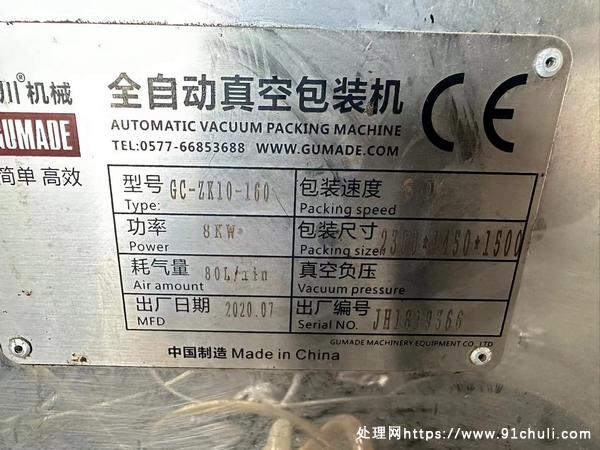 川®机械
全自动真空包装机
GUMADE
AUTOMATIC VACUUM PACKING MACHINE
TEL:0577-66853688 WWW.GUMADE.COM
简单 高效
型号 GC-ZK10-160 包装速度
Type: Packing speed
功率 8KW 包装尺寸
Power Packing size
耗气量 80L/min 真空负压
Air amount Vacuum pressure
出厂日期 2020.07 出厂编号
MFD Serial NO.
GUMADE MACHINERY EQUIPMENT CO., LTD
中国制造 Made in China
CE
处理网https://www.91chuli.com/